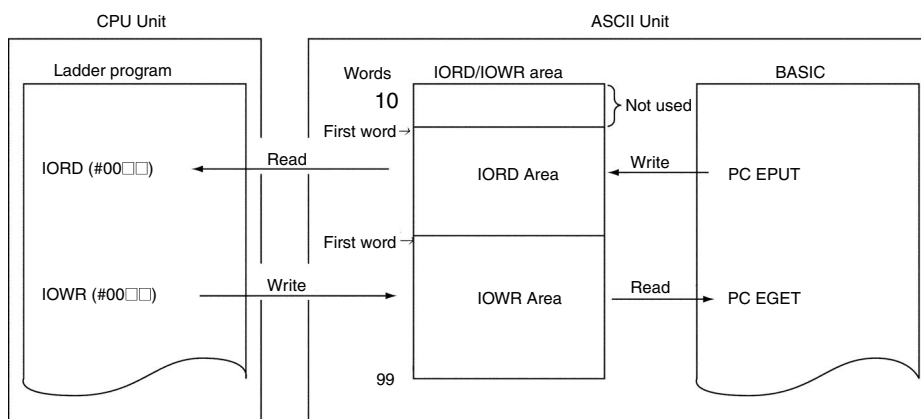 CPU Unit
ASCII Unit
Ladder program
Words
IORD/IOWR area
BASIC
10
Not used
First word→
IORD (#00□□)
Read
IORD Area
Write
PC EPUT
First word→
IOWR (#00□□)
Write
IOWR Area
Read
PC EGET
99